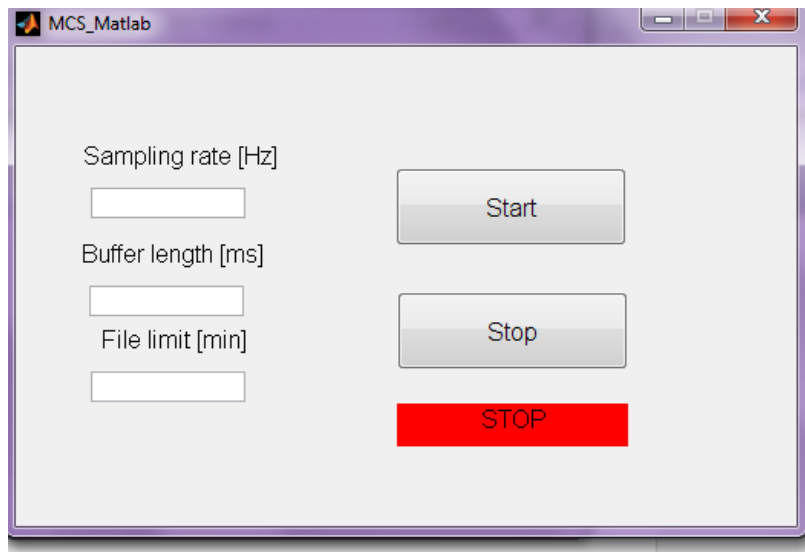 MCS_Matlab
Sampling rate [Hz]
Start
Buffer length [ms]
Stop
File limit [min]
STOP